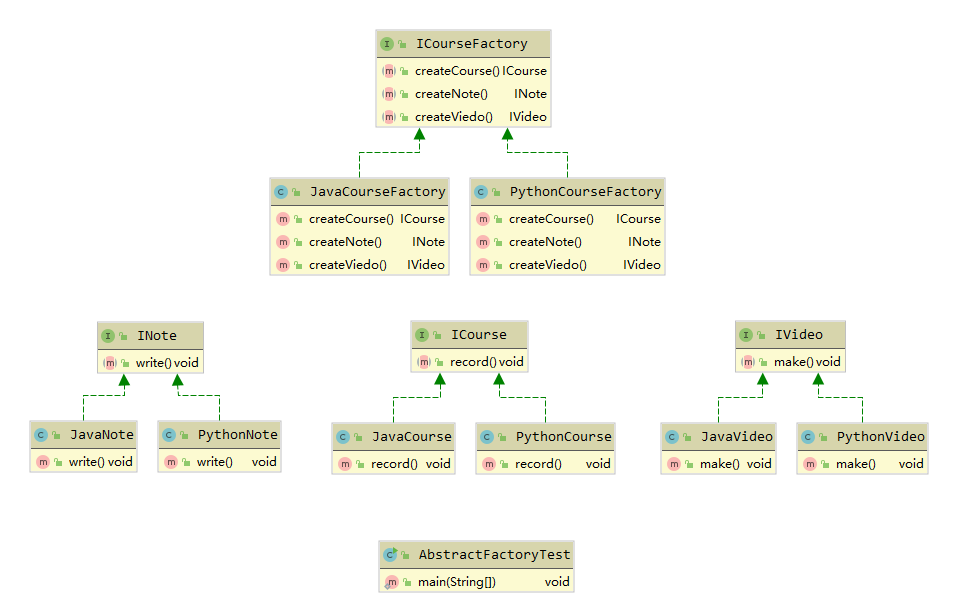 ICourseFactory
createCourse() ICourse
createNote() INote
createViedo() IVideo
JavaCourseFactory
createCourse() ICourse
createNote() INote
createViedo() IVideo
PythonCourseFactory
createCourse() ICourse
createNote() INote
createViedo() IVideo
INote
write() void
ICourse
record() void
IVideo
make() void
JavaNote
write() void
PythonNote
write() void
JavaCourse
record() void
PythonCourse
record() void
JavaVideo
make() void
PythonVideo
make() void
AbstractFactoryTest
main(String[]) void